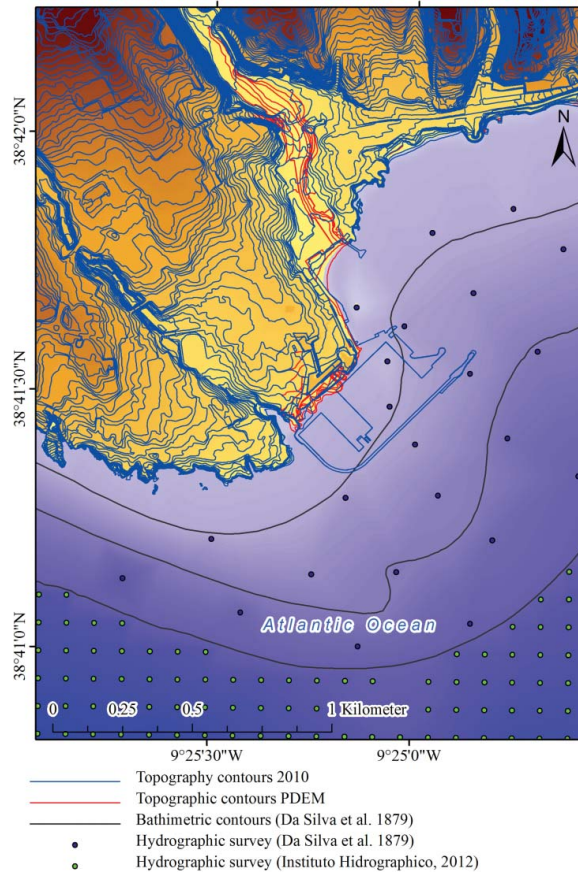 N
38°42'0"N
38°41'30"N
38°41'0"N
Atlantic Ocean
0 0,25 0,5 1 Kilometer
9°25'30"W 9°25'0"W
Topography contours 2010
Topographic contours PDEM
Bathimetric contours (Da Silva et al. 1879)
Hydrographic survey (Da Silva et al. 1879)
Hydrographic survey (Instituto Hidrographico, 2012)